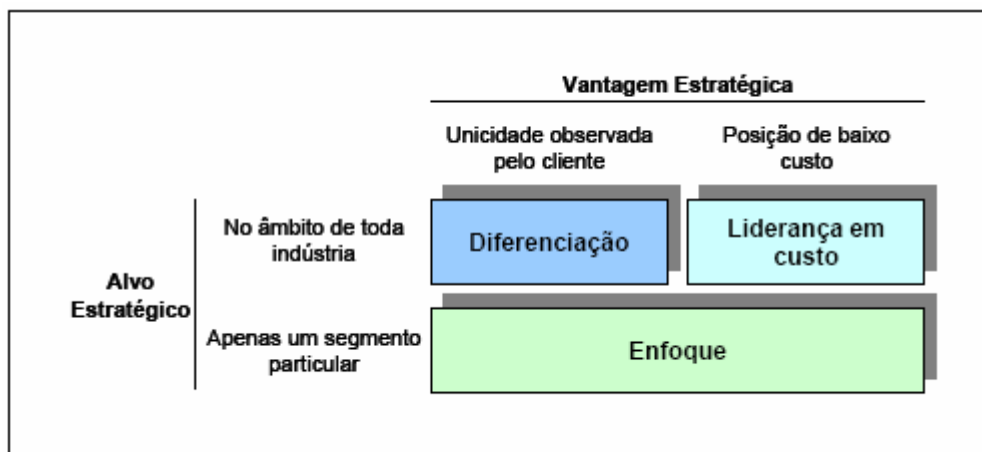 Vantagem Estratégica
Unicidade observada
pelo cliente
Posição de baixo
custo
No âmbito de toda
indústria
Diferenciação
Liderança em
custo
Alvo
Estratégico
Apenas um segmento
particular
Enfoque